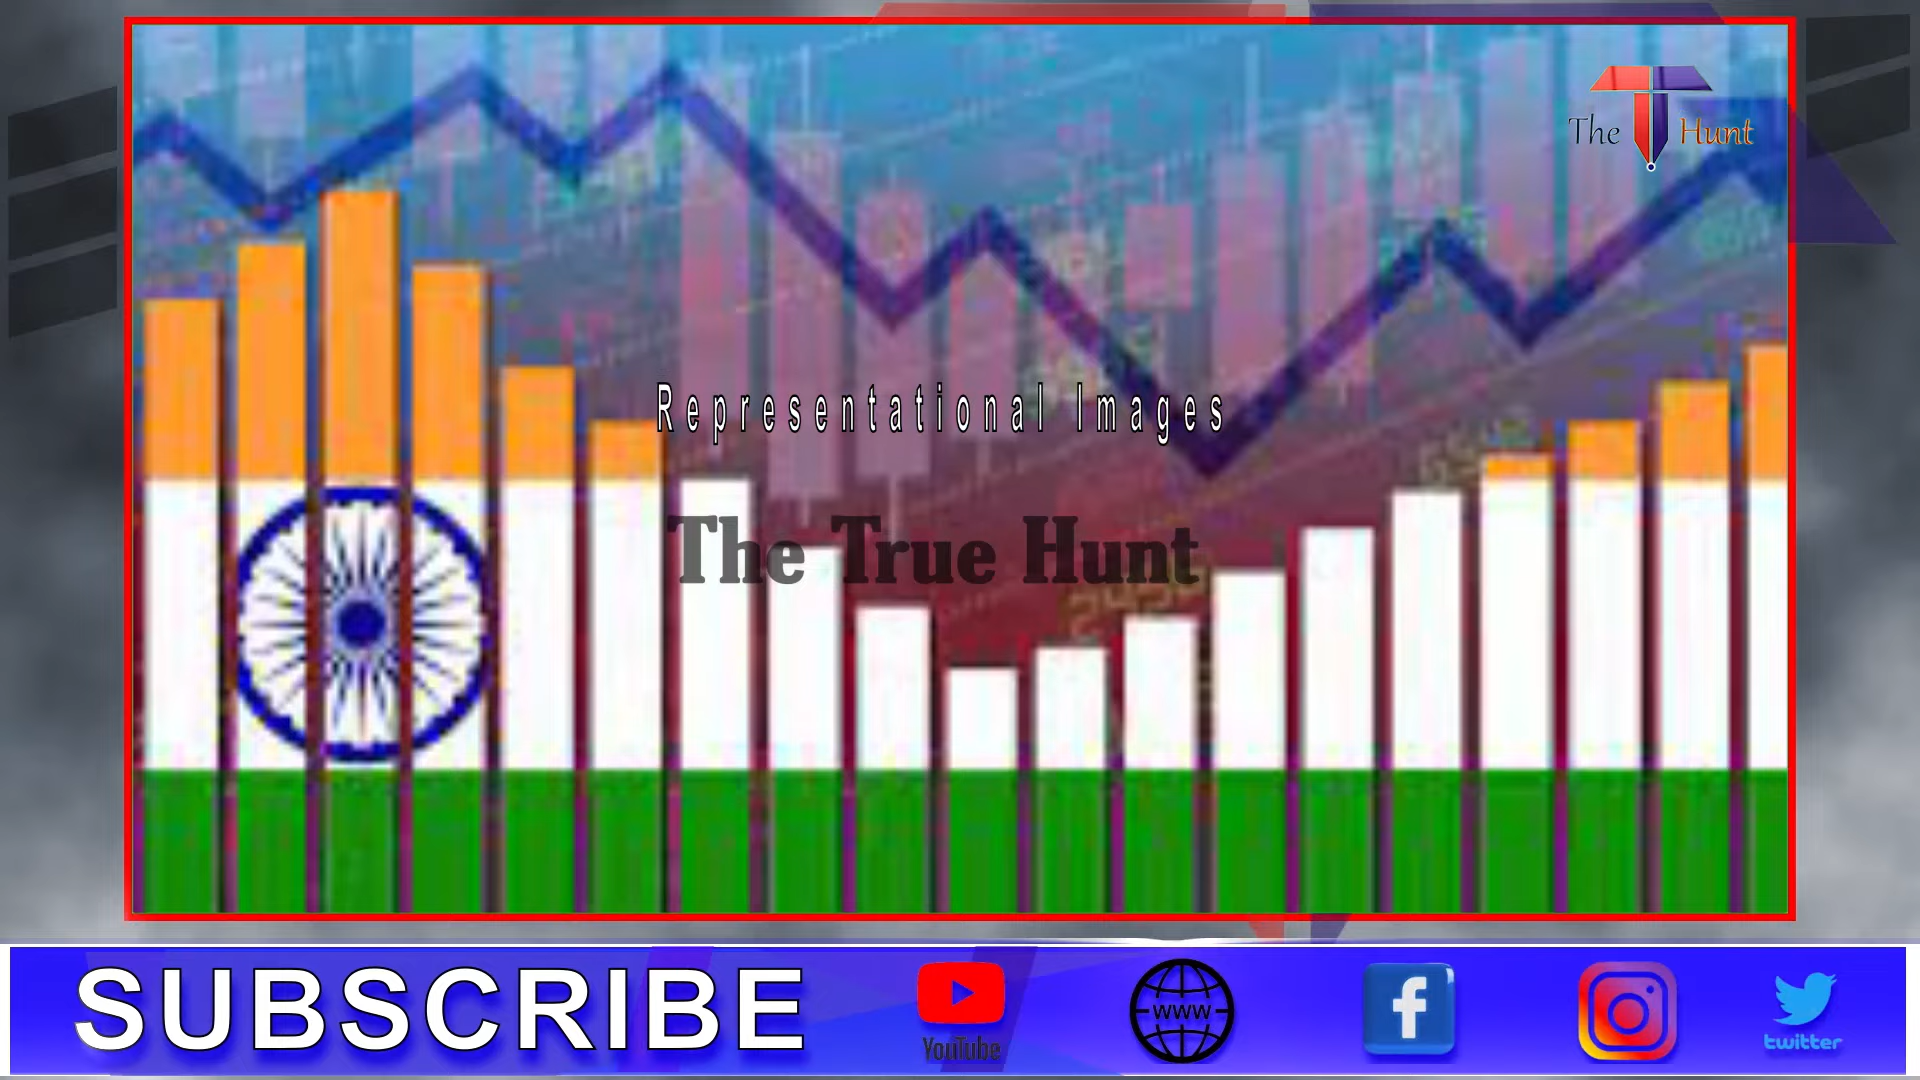 The Hunt
Representational Images
The True Hunt
SUBSCRIBE
YouTube
WWW
twitter